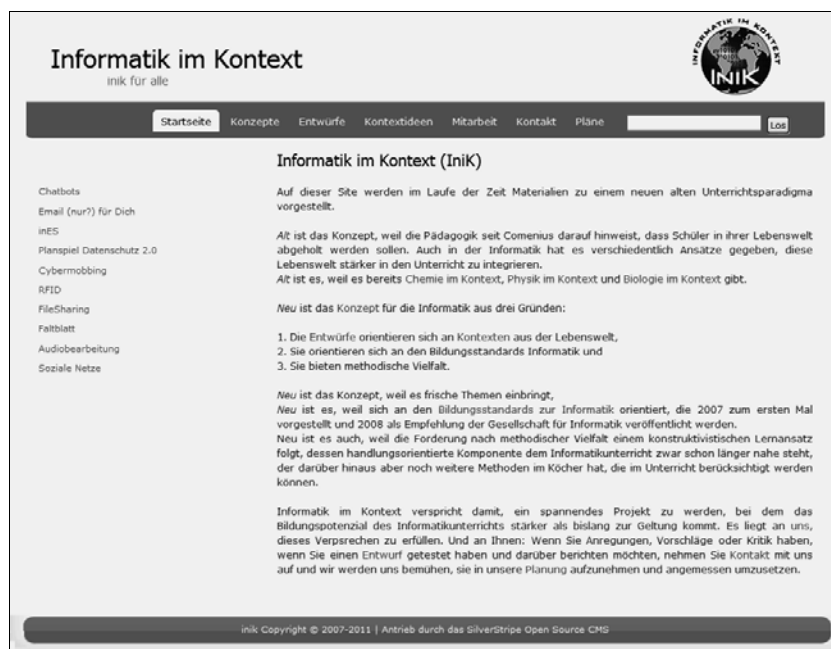 Informatik im Kontext
inik für alle
INFORMATIK IM KONTEXT
INIK
Startseite Konzepte Entwürfe Kontextideen Mitarbeit Kontakt Pläne Los
Chatbots
Email (nur?) für Dich
inES
Planspiel Datenschutz 2.0
Cybermobbing
RFID
FileSharing
Faltblatt
Audiobearbeitung
Soziale Netze
Informatik im Kontext (IniK)
Auf dieser Site werden im Laufe der Zeit Materialien zu einem neuen alten Unterrichtsparadigma
vorgestellt.
Alt ist das Konzept, weil die Pädagogik seit Comenius darauf hinweist, dass Schüler in ihrer Lebenswelt
abgeholt werden sollen. Auch in der Informatik hat es verschiedentlich Ansätze gegeben, diese
Lebenswelt stärker in den Unterricht zu integrieren.
Alt ist es, weil es bereits Chemie im Kontext, Physik im Kontext und Biologie im Kontext gibt.
Neu ist das Konzept für die Informatik aus drei Gründen:
1. Die Entwürfe orientieren sich an Kontexten aus der Lebenswelt,
2. Sie orientieren sich an den Bildungsstandards Informatik und
3. Sie bieten methodische Vielfalt.
Neu ist das Konzept, weil es frische Themen einbringt,
Neu ist es, weil sich an den Bildungsstandards zur Informatik orientiert, die 2007 zum ersten Mal
vorgestellt und 2008 als Empfehlung der Gesellschaft für Informatik veröffentlicht werden.
Neu ist es auch, weil die Forderung nach methodischer Vielfalt einem konstruktivistischen Lernansatz
folgt, dessen handlungsorientierte Komponente dem Informatikunterricht zwar schon länger nahe steht,
der darüber hinaus aber noch weitere Methoden im Köcher hat, die im Unterricht berücksichtigt werden
können.
Informatik im Kontext verspricht damit, ein spannendes Projekt zu werden, bei dem das
Bildungspotenzial des Informatikunterrichts stärker als bislang zur Geltung kommt. Es liegt an uns,
dieses Verpsrechen zu erfüllen. Und an Ihnen: Wenn Sie Anregungen, Vorschläge oder Kritik haben,
wenn Sie einen Entwurf getestet haben und darüber berichten möchten, nehmen Sie Kontakt mit uns
auf und wir werden uns bemühen, sie in unsere Planung aufzunehmen und angemessen umzusetzen.
inik Copyright © 2007-2011 | Antrieb durch das SilverStripe Open Source CMS